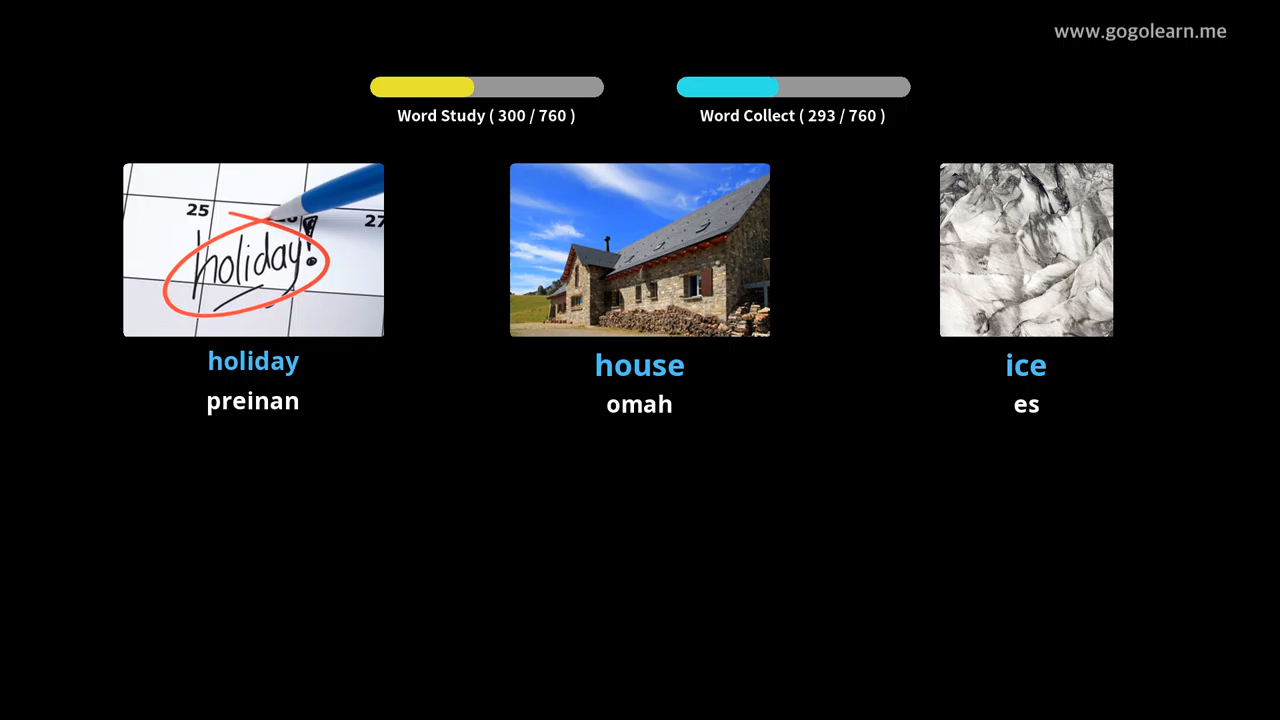 www.gogolearn.me
Word Study ( 300 / 760 )
Word Collect ( 293 / 760 )
25
27
holiday!
holiday
preinan
house
omah
ice
es